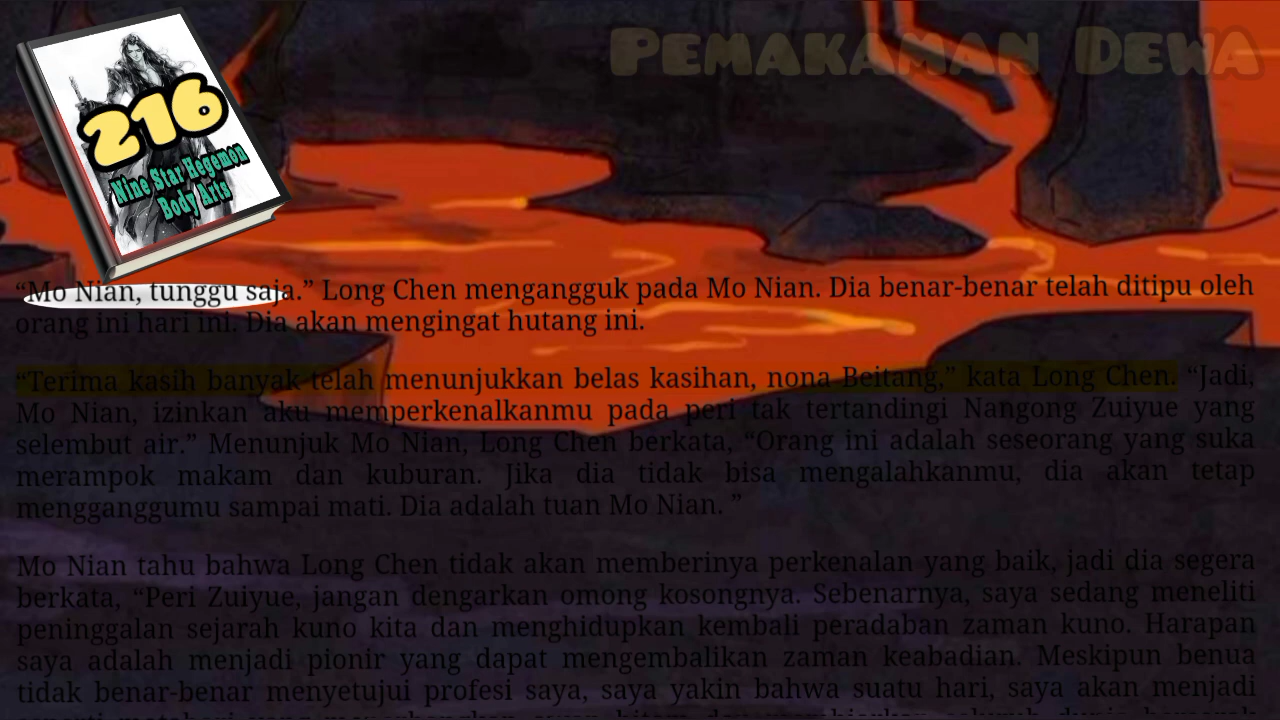 Pemakaman Dewa
216
Nine Star Hegemon
Body Arts
“Mo Nian, tunggu saja.” Long Chen mengangguk pada Mo Nian. Dia benar-benar telah ditipu oleh
orang ini hari ini. Dia akan mengingat hutang ini.
“Terima kasih banyak telah menunjukkan belas kasihan, nona Beitang,” kata Long Chen. “Jadi,
Mo Nian, izinkan aku memperkenalkanmu pada peri tak tertandingi Nangong Zuiyue yang
selembut air.” Menunjuk Mo Nian, Long Chen berkata, “Orang ini adalah seseorang yang suka
merampok makam dan kuburan. Jika dia tidak bisa mengalahkanmu, dia akan tetap
mengganggumu sampai mati. Dia adalah tuan Mo Nian. ”
Mo Nian tahu bahwa Long Chen tidak akan memberinya perkenalan yang baik, jadi dia segera
berkata, “Peri Zuiyue, jangan dengarkan omong kosongnya. Sebenarnya, saya sedang meneliti
peninggalan sejarah kuno kita dan menghidupkan kembali peradaban zaman kuno. Harapan
saya adalah menjadi pionir yang dapat mengembalikan zaman keabadian. Meskipun benua
tidak benar-benar menyetujui profesi saya, saya yakin bahwa suatu hari, saya akan menjadi